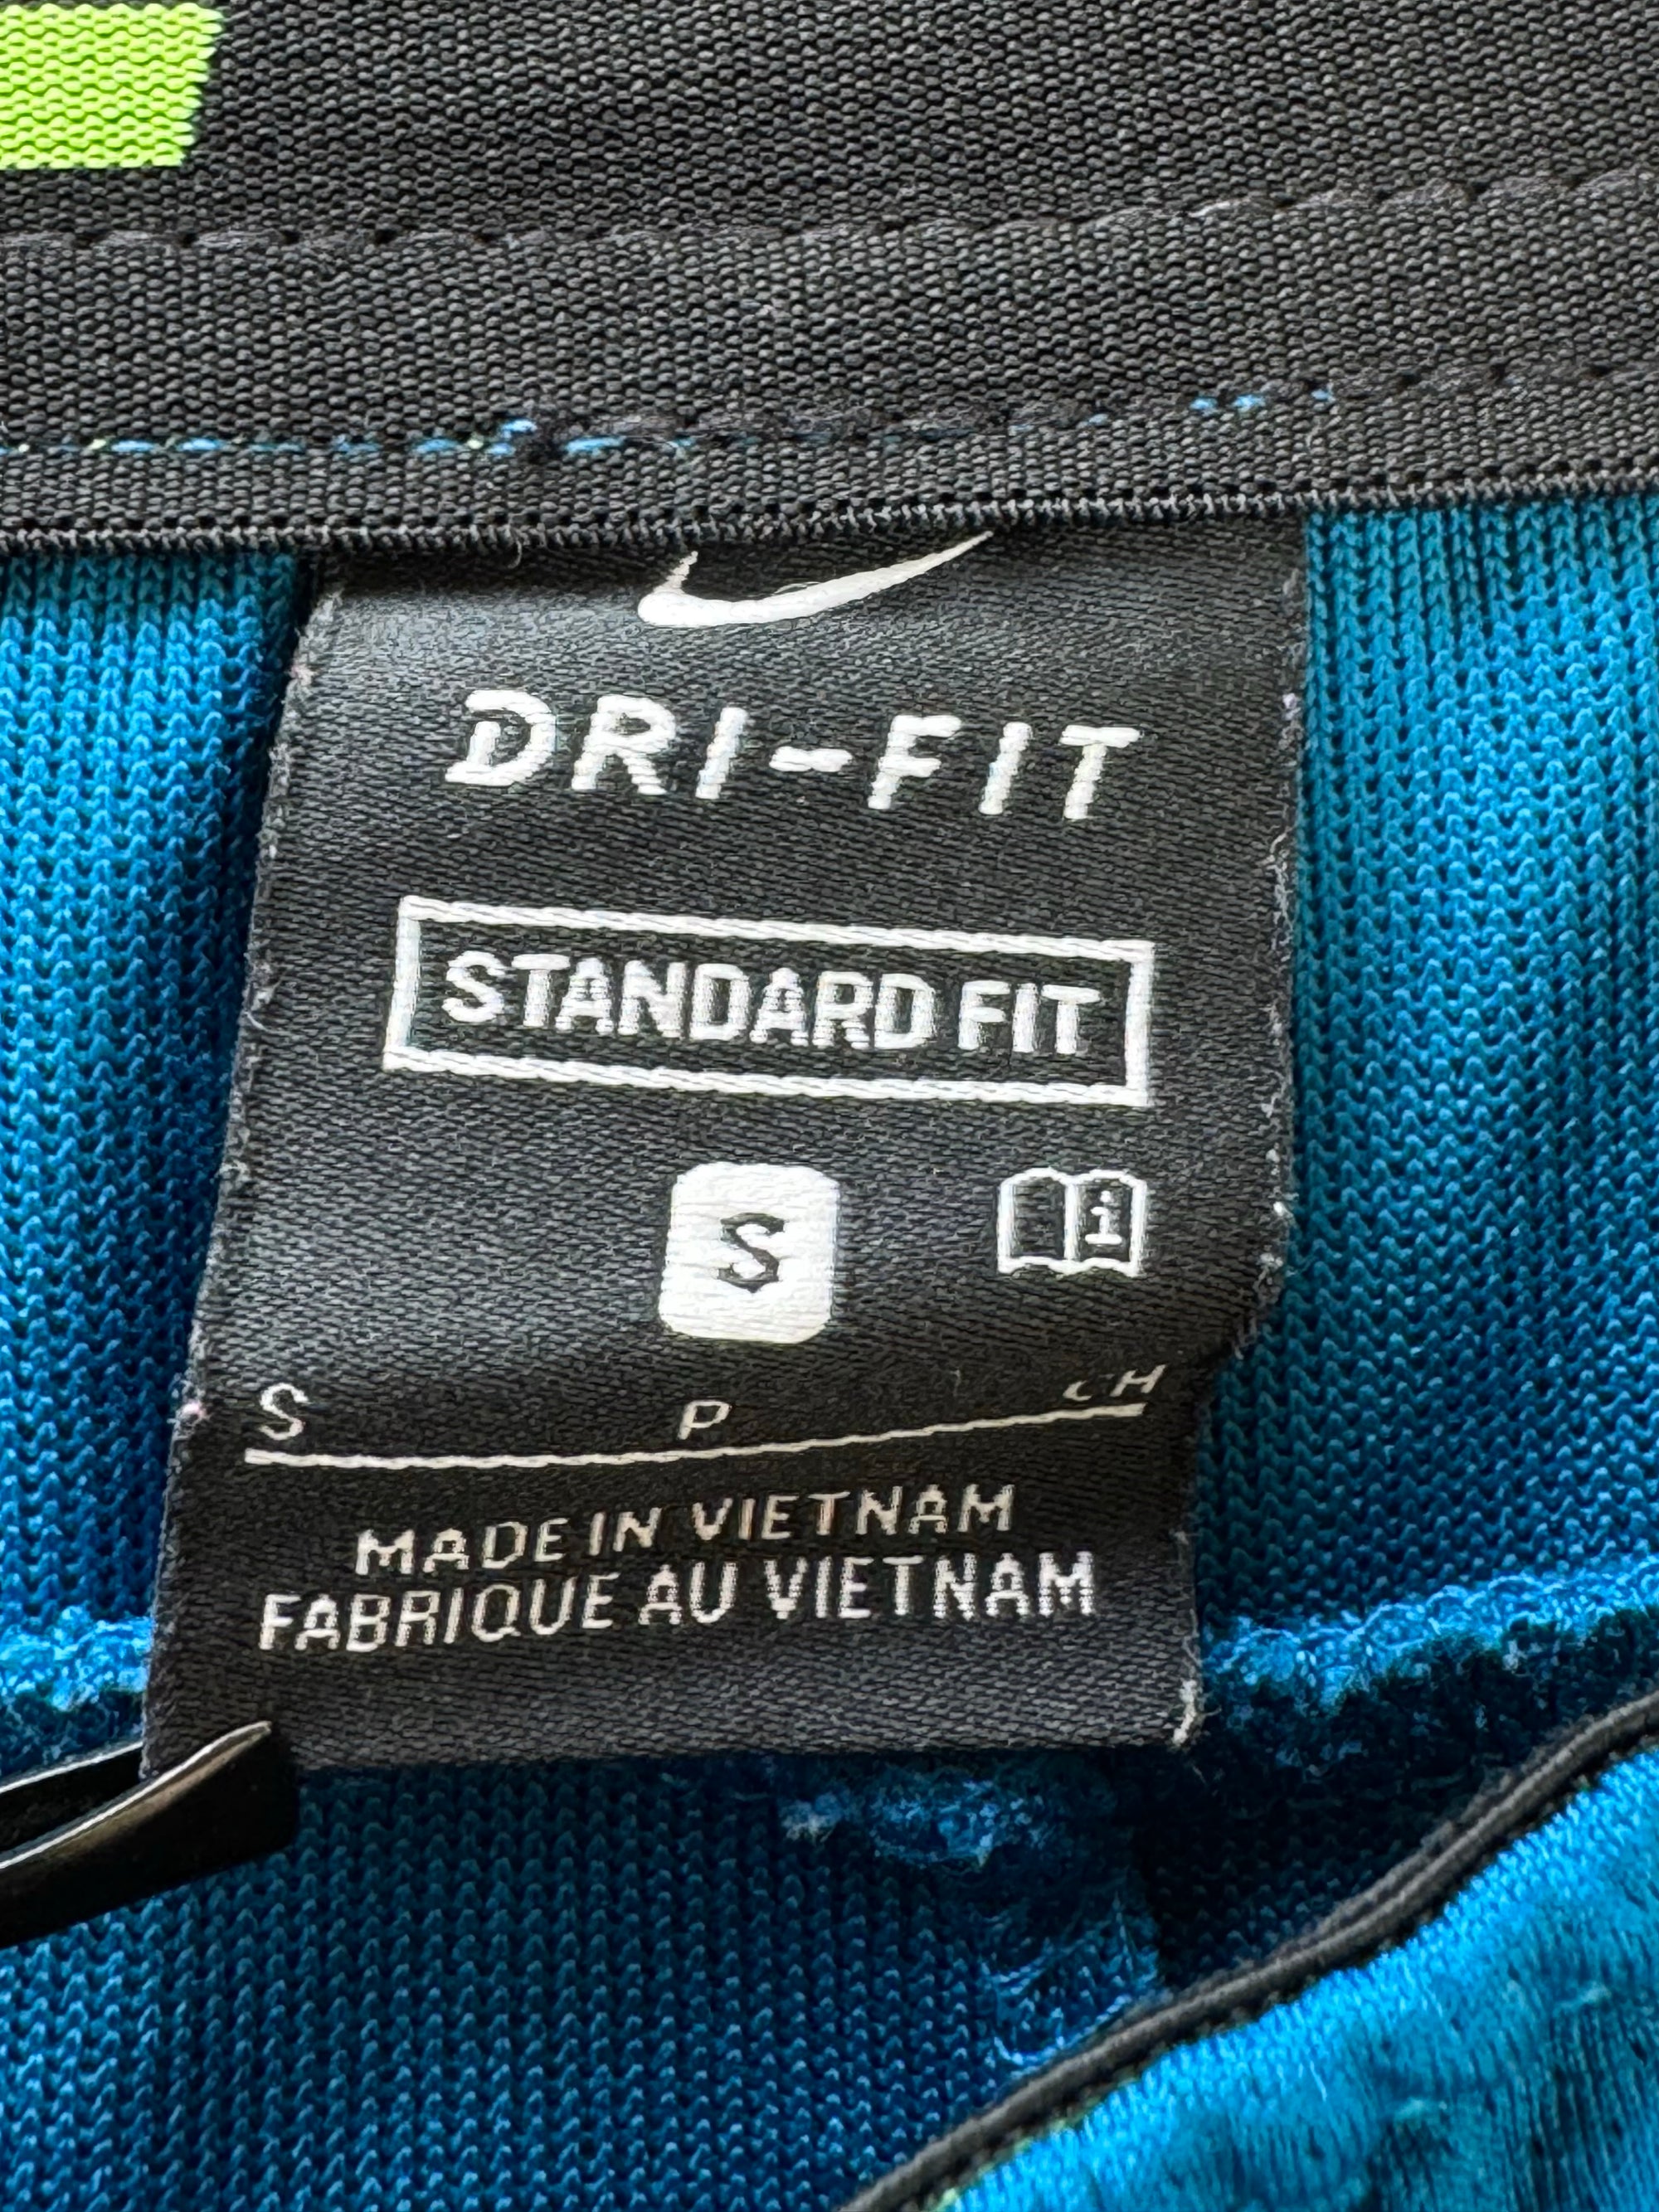 DRI-FIT
STANDARD FIT
S
i
S P CH
MADE IN VIETNAM
FABRIQUE AU VIETNAM